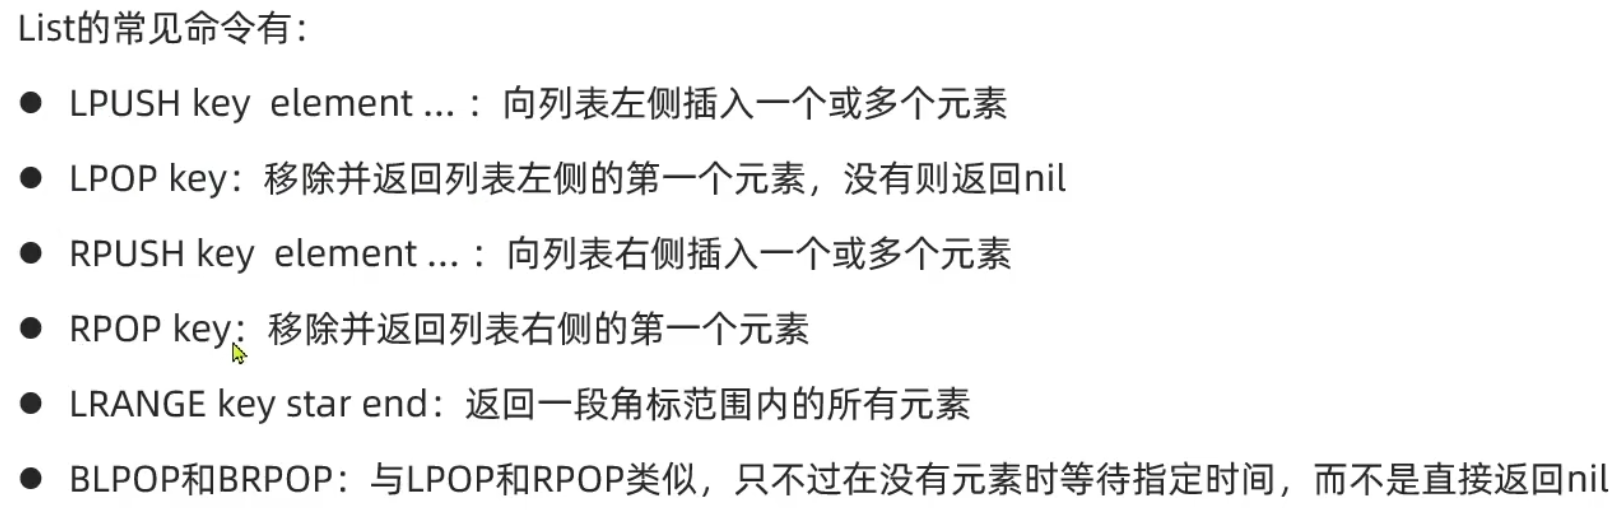 List的常见命令有：
● LPUSH key  element ... ：向列表左侧插入一个或多个元素
● LPOP key：移除并返回列表左侧的第一个元素，没有则返回nil
● RPUSH key  element ... ：向列表右侧插入一个或多个元素
● RPOP key：移除并返回列表右侧的第一个元素
● LRANGE key star end：返回一段角标范围内的所有元素
● BLPOP和BRPOP：与LPOP和RPOP类似，只不过在没有元素时等待指定时间，而不是直接返回nil